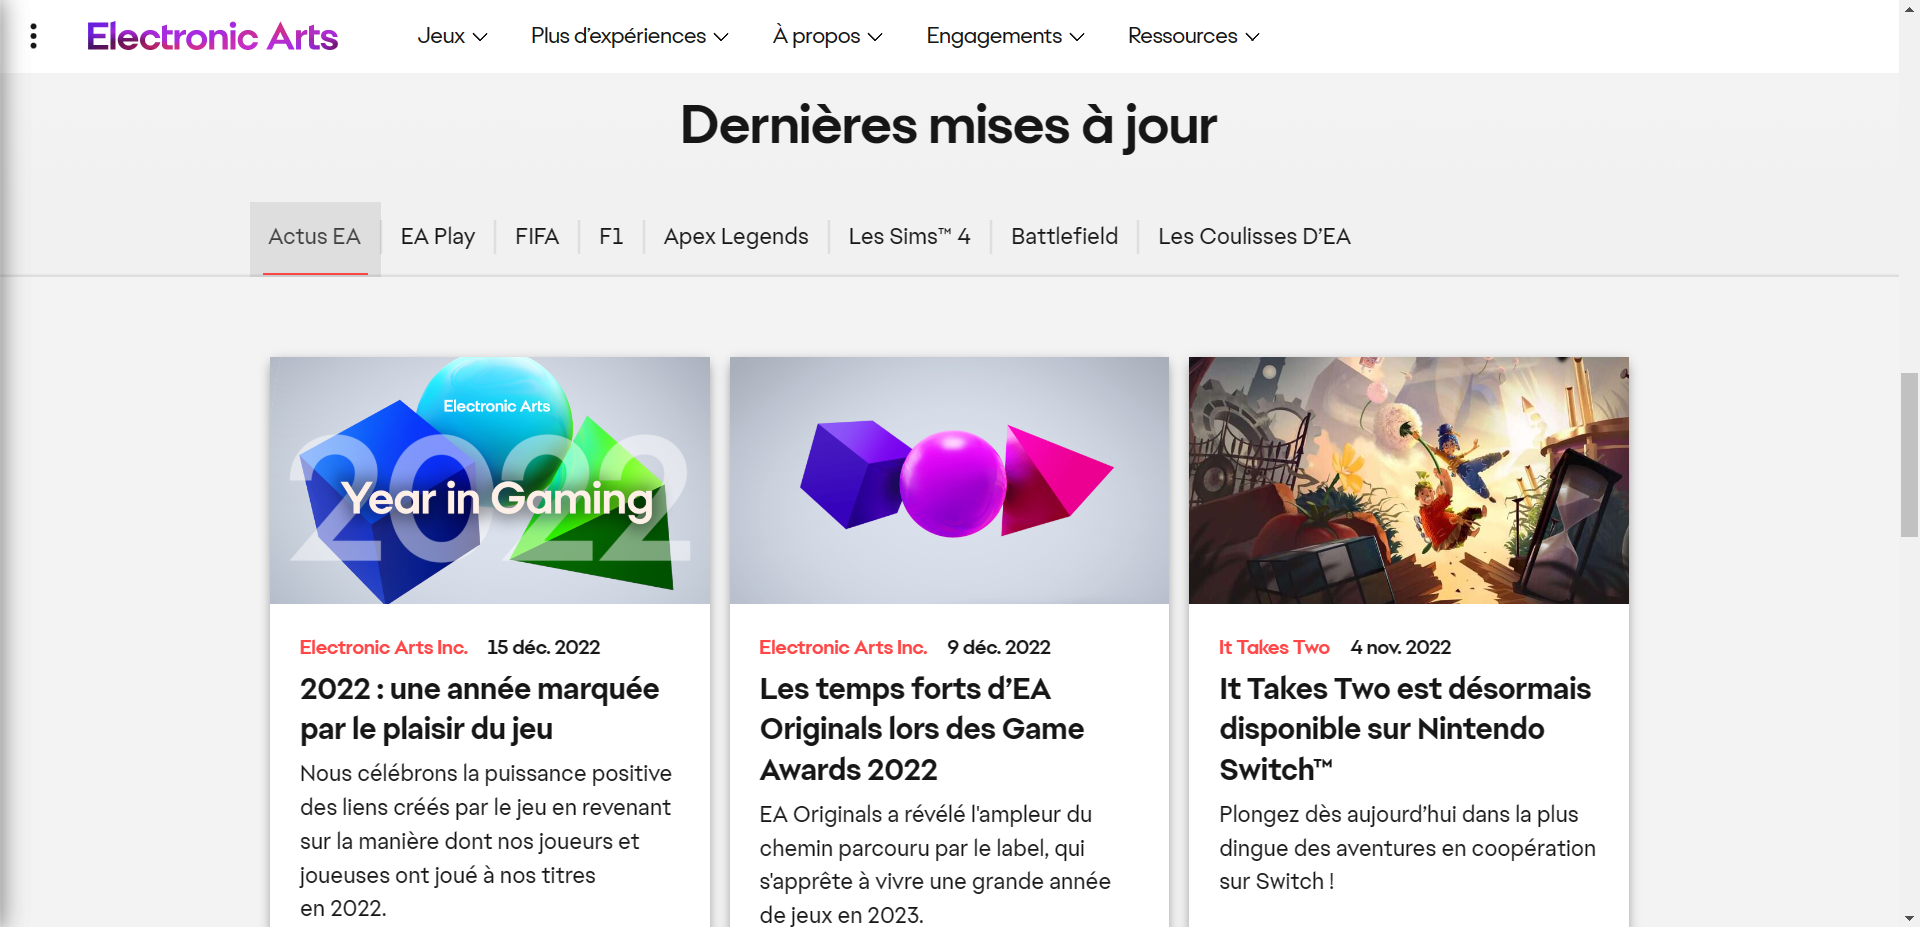 Electronic Arts
Jeux
Plus d’expériences
À propos
Engagements
Ressources
Dernières mises à jour
Actus EA
EA Play
FIFA
F1
Apex Legends
Les Sims™ 4
Battlefield
Les Coulisses D’EA
Electronic Arts
2022
Year in Gaming
Electronic Arts Inc. 15 déc. 2022
2022 : une année marquée
par le plaisir du jeu
Nous célébrons la puissance positive
des liens créés par le jeu en revenant
sur la manière dont nos joueurs et
joueuses ont joué à nos titres
en 2022.
Electronic Arts Inc. 9 déc. 2022
Les temps forts d’EA
Originals lors des Game
Awards 2022
EA Originals a révélé l'ampleur du
chemin parcouru par le label, qui
s'apprête à vivre une grande année
de jeux en 2023.
It Takes Two 4 nov. 2022
It Takes Two est désormais
disponible sur Nintendo
Switch™
Plongez dès aujourd’hui dans la plus
dingue des aventures en coopération
sur Switch !